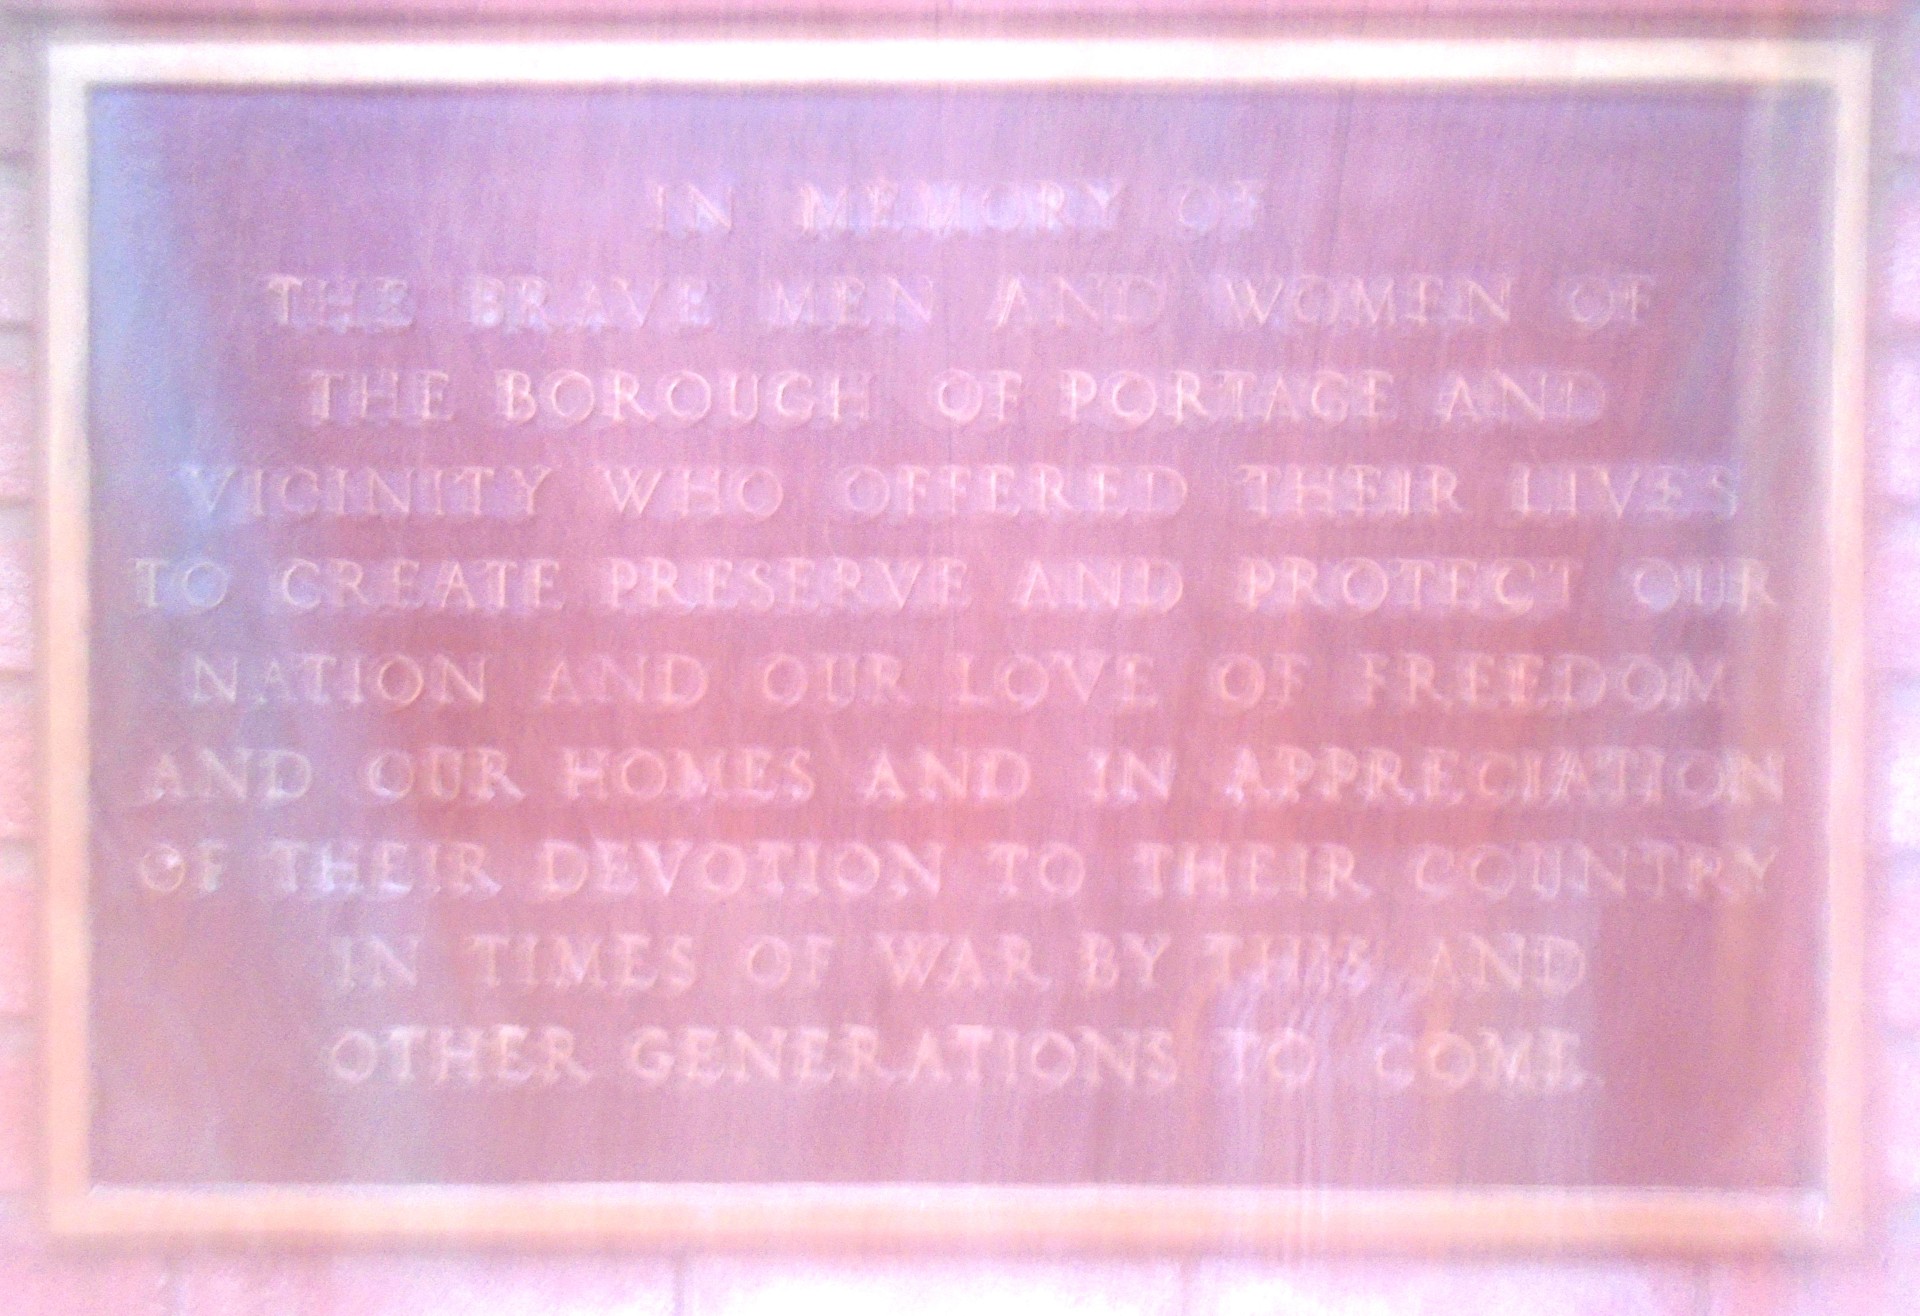 IN MEMORY OF
THE BRAVE MEN AND WOMEN OF
THE BOROUGH OF PORTAGE AND
VICINITY WHO OFFERED THEIR LIVES
TO CREATE PRESERVE AND PROTECT OUR
NATION AND OUR LOVE OF FREEDOM
AND OUR HOMES AND IN APPRECIATION
OF THEIR DEVOTION TO THEIR COUNTRY
IN TIMES OF WAR BY THIS AND
OTHER GENERATIONS TO COME.